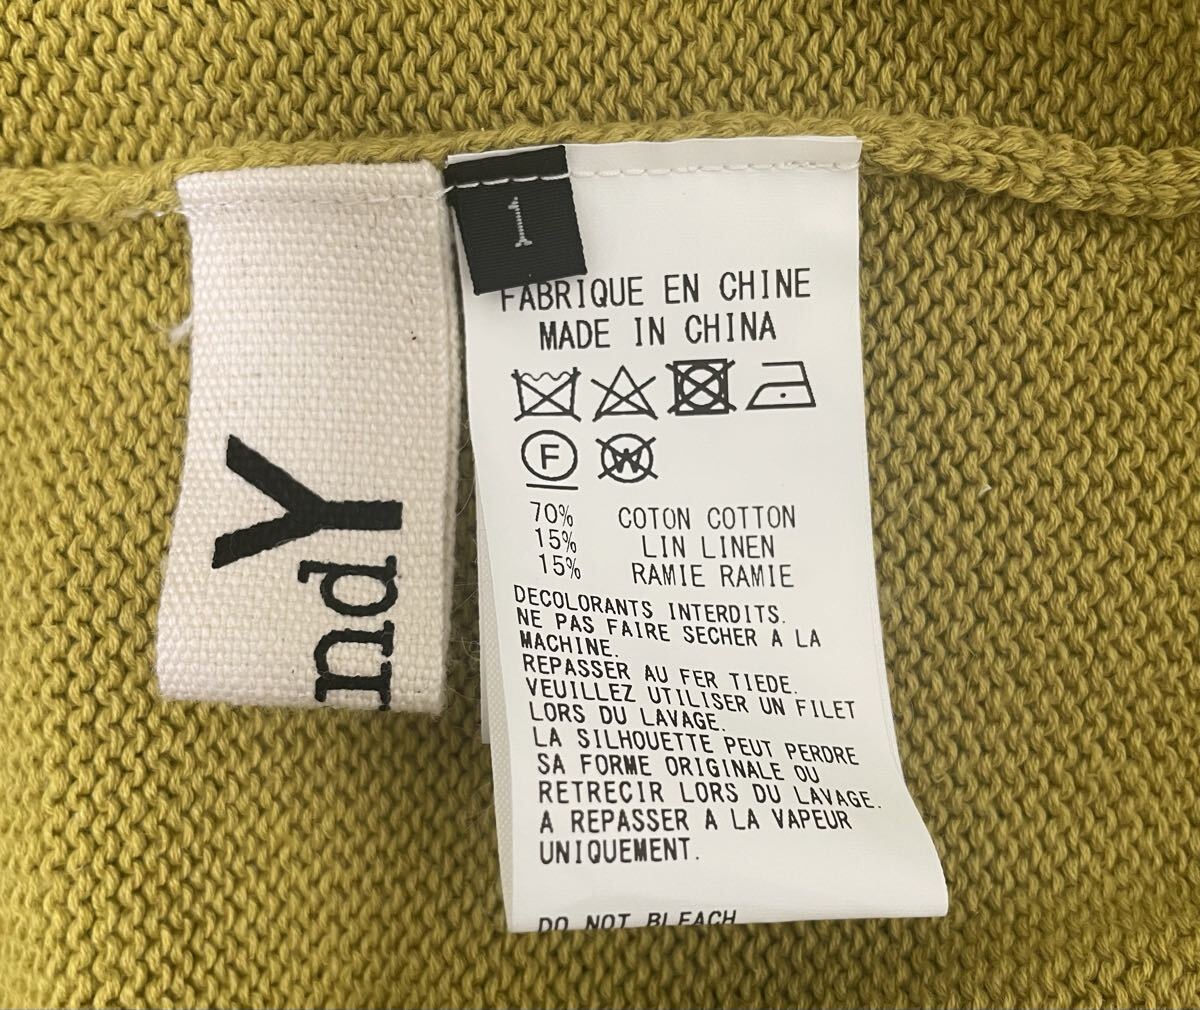 Y
nd
1
FABRIQUE EN CHINE
MADE IN CHINA
F
W
70% COTON COTTON
15% LIN LINEN
15% RAMIE RAMIE
DECOLORANTS INTERDITS.
NE PAS FAIRE SECHER A LA
MACHINE.
REPASSER AU FER TIEDE.
VEUILLEZ UTILISER UN FILET
LORS DU LAVAGE.
LA SILHOUETTE PEUT PERDRE
SA FORME ORIGINALE OU
RETRECIR LORS DU LAVAGE.
A REPASSER A LA VAPEUR
UNIQUEMENT.
DO NOT BLEACH